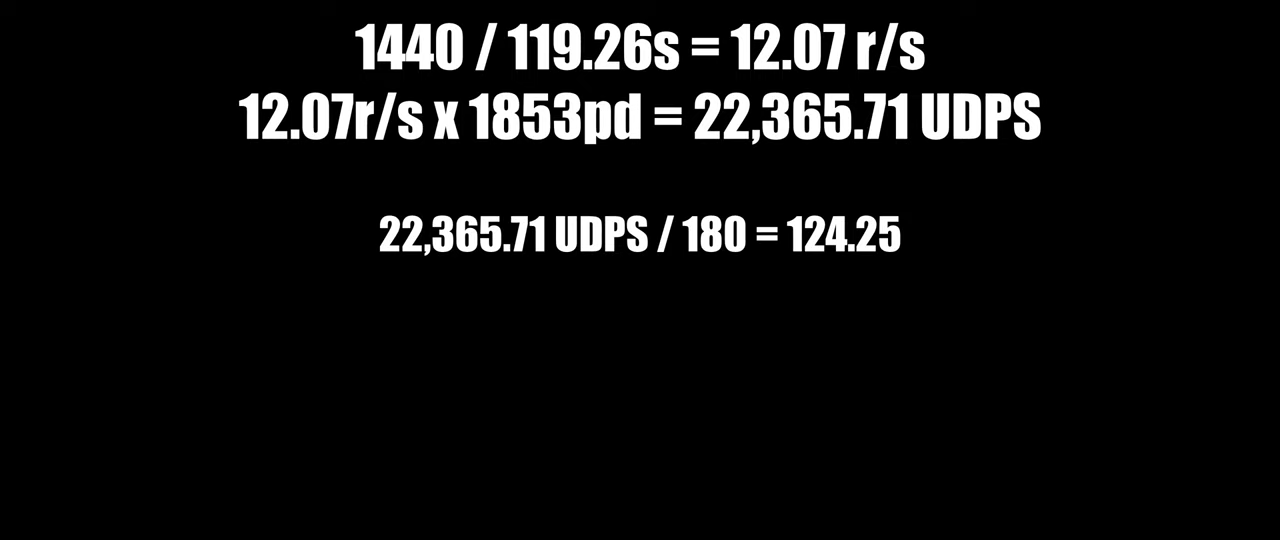 1440 / 119.26s = 12.07 r/s
12.07r/s x 1853pd = 22,365.71 UDPS
22,365.71 UDPS / 180 = 124.25